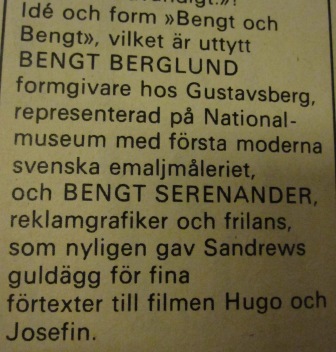 Idé och form »Bengt och
Bengt», vilket är uttytt
BENGT BERGLUND
formgivare hos Gustavsberg,
representerad på National-
museum med första moderna
svenska emaljmåleriet,
och BENGT SERENANDER,
reklamgrafiker och frilans,
som nyligen gav Sandrews
guldägg för fina
förtexter till filmen Hugo och
Josefin.